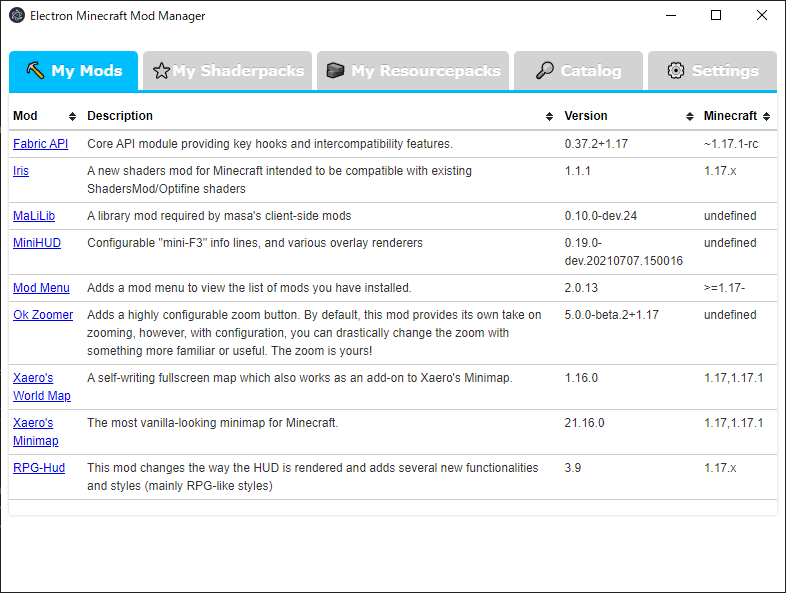 Electron Minecraft Mod Manager
My Mods My Shaderpacks My Resourcepacks Catalog Settings
Mod Description Version Minecraft
Fabric API Core API module providing key hooks and intercompatibility features. 0.37.2+1.17 ~1.17.1-rc
Iris A new shaders mod for Minecraft intended to be compatible with existing 1.1.1 1.17.x
ShadersMod/Optifine shaders
MaLiLib A library mod required by masa's client-side mods 0.10.0-dev.24 undefined
MiniHUD Configurable "mini-F3" info lines, and various overlay renderers 0.19.0- undefined
dev.20210707.150016
Mod Menu Adds a mod menu to view the list of mods you have installed. 2.0.13 >=1.17-
Ok Zoomer Adds a highly configurable zoom button. By default, this mod provides its own take on 5.0.0-beta.2+1.17 undefined
zooming, however, with configuration, you can drastically change the zoom with
something more familiar or useful. The zoom is yours!
Xaero's A self-writing fullscreen map which also works as an add-on to Xaero's Minimap. 1.16.0 1.17,1.17.1
World Map
Xaero's The most vanilla-looking minimap for Minecraft. 21.16.0 1.17,1.17.1
Minimap
RPG-Hud This mod changes the way the HUD is rendered and adds several new functionalities 3.9 1.17.x
and styles (mainly RPG-like styles)